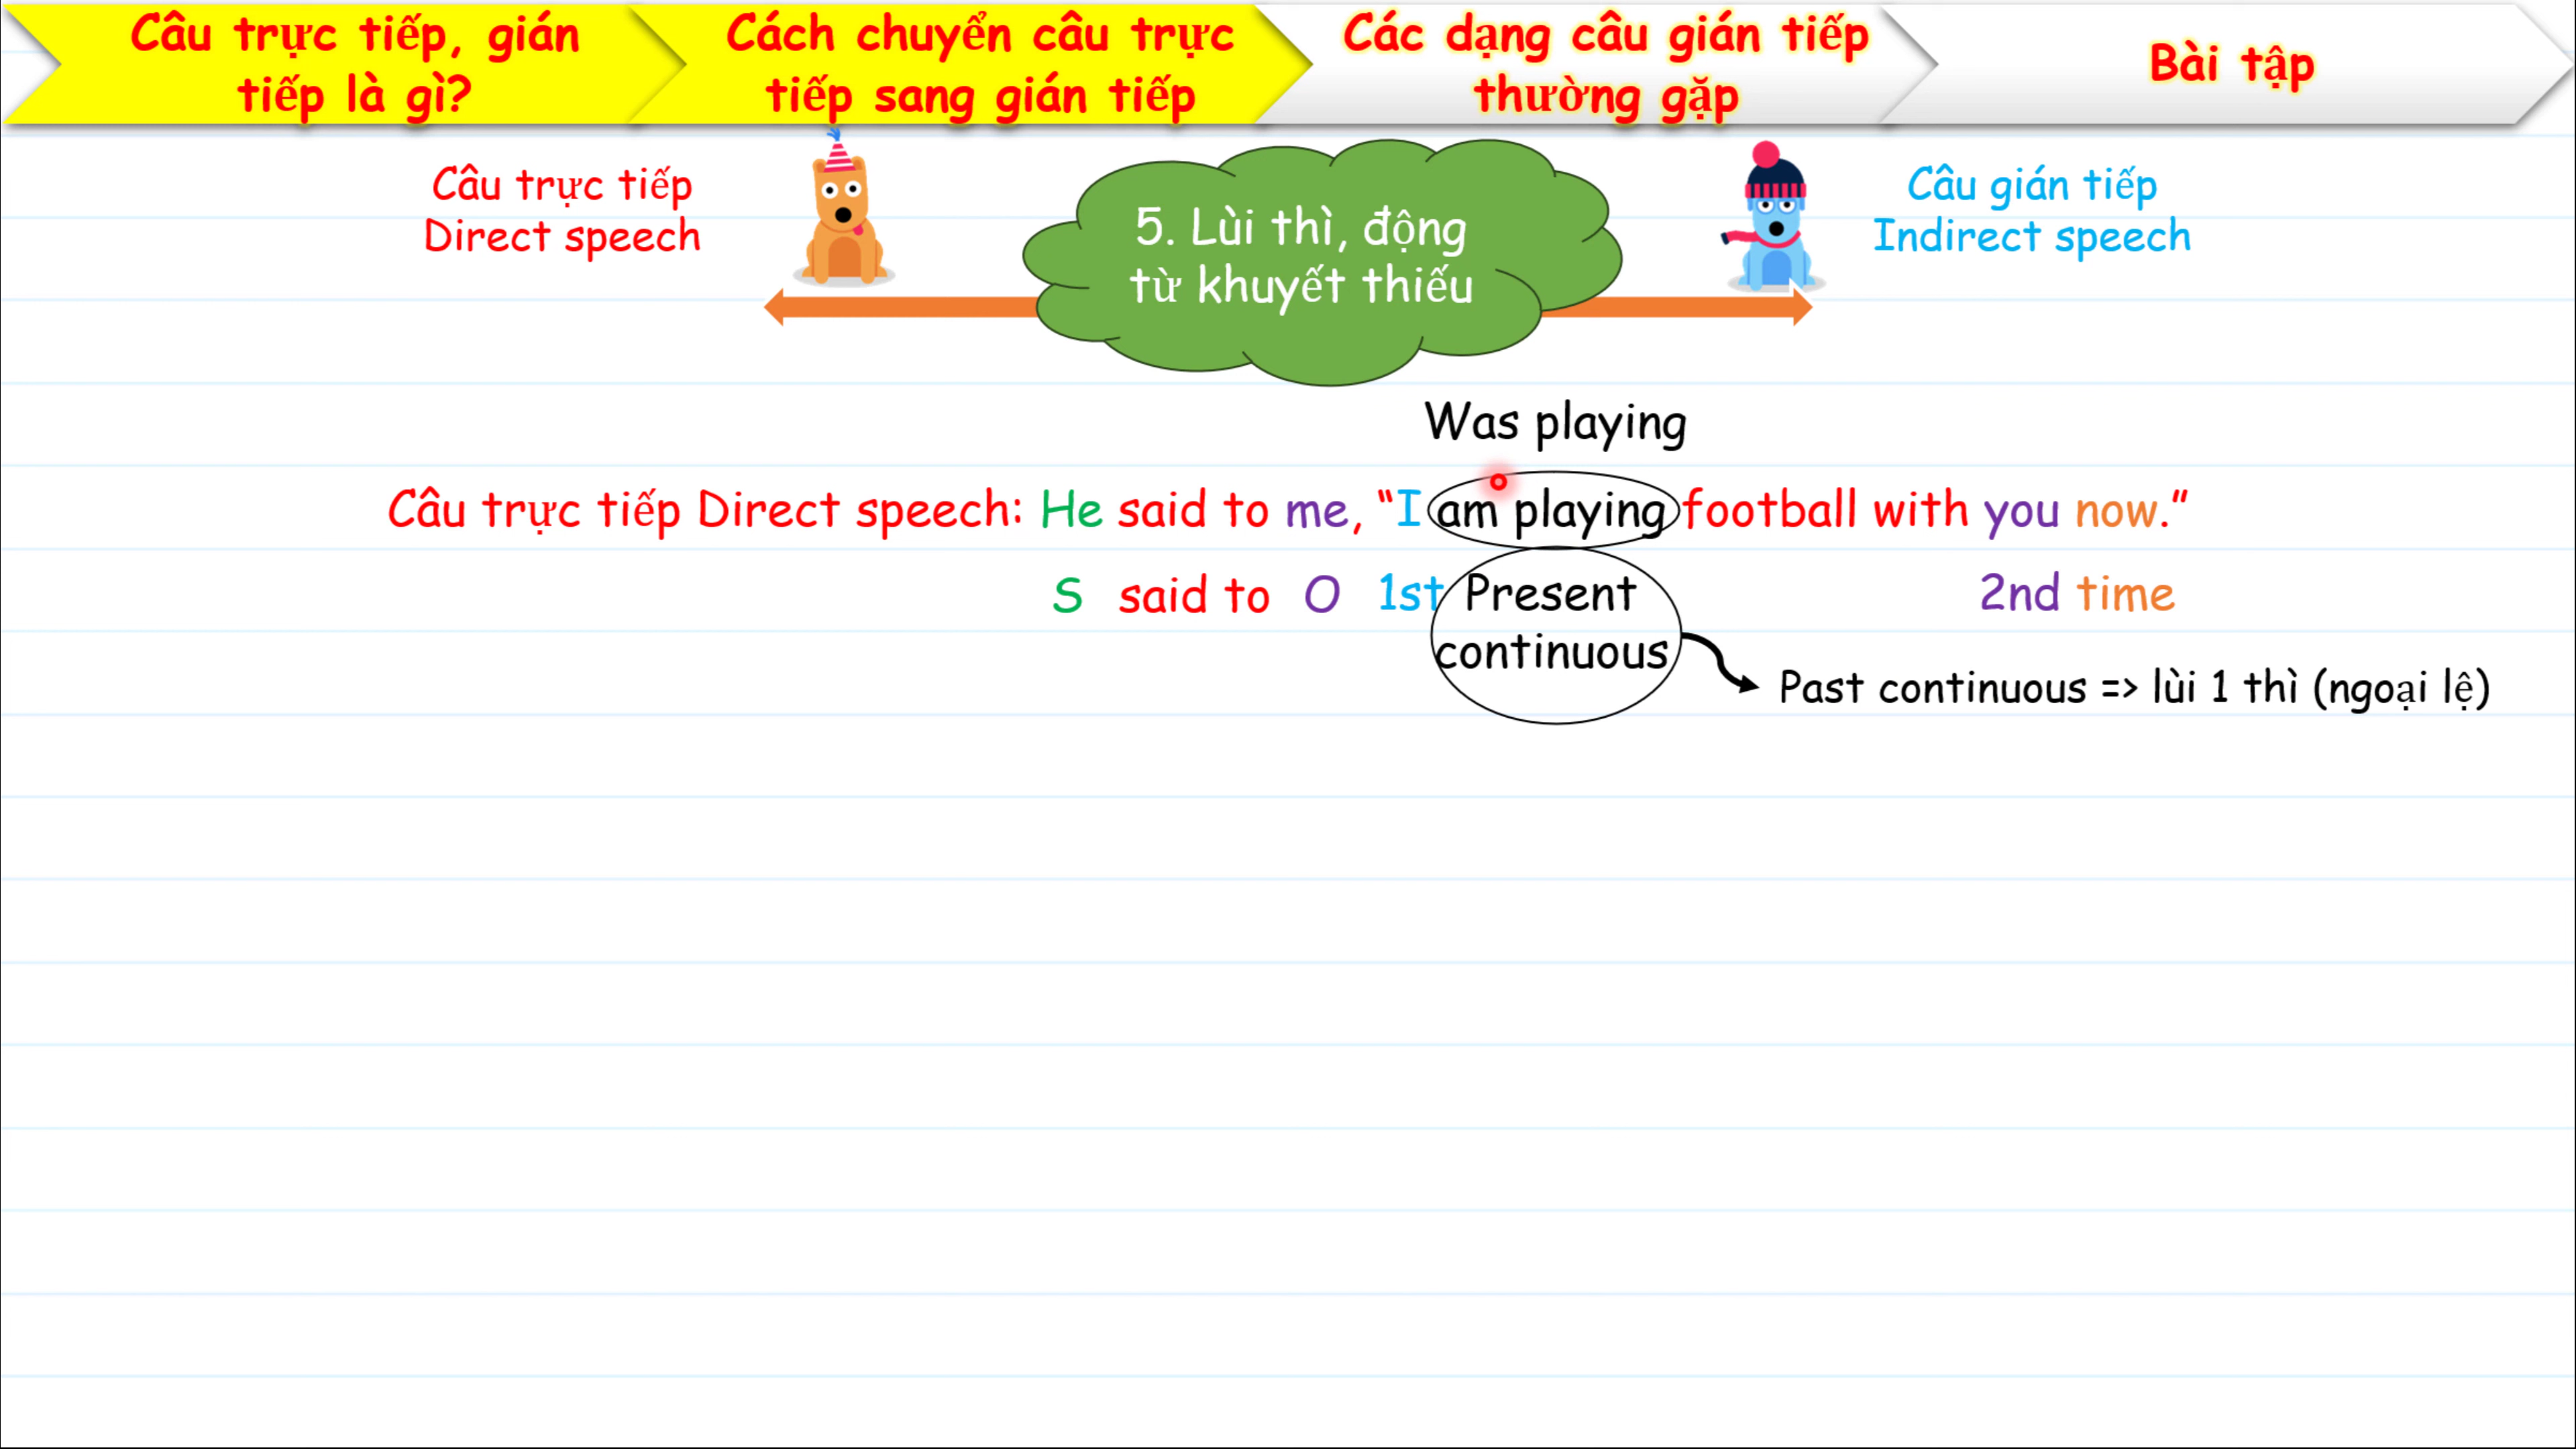 Câu trực tiếp, gián
tiếp là gì?
Cách chuyển câu trực
tiếp sang gián tiếp
Các dạng câu gián tiếp
thường gặp
Bài tập
Câu trực tiếp
Direct speech
5. Lùi thì, động
từ khuyết thiếu
Câu gián tiếp
Indirect speech
Was playing
Câu trực tiếp Direct speech: He said to me, “I am playing football with you now.”
S said to O 1st Present 2nd time
continuous
Past continuous => lùi 1 thì (ngoại lệ)